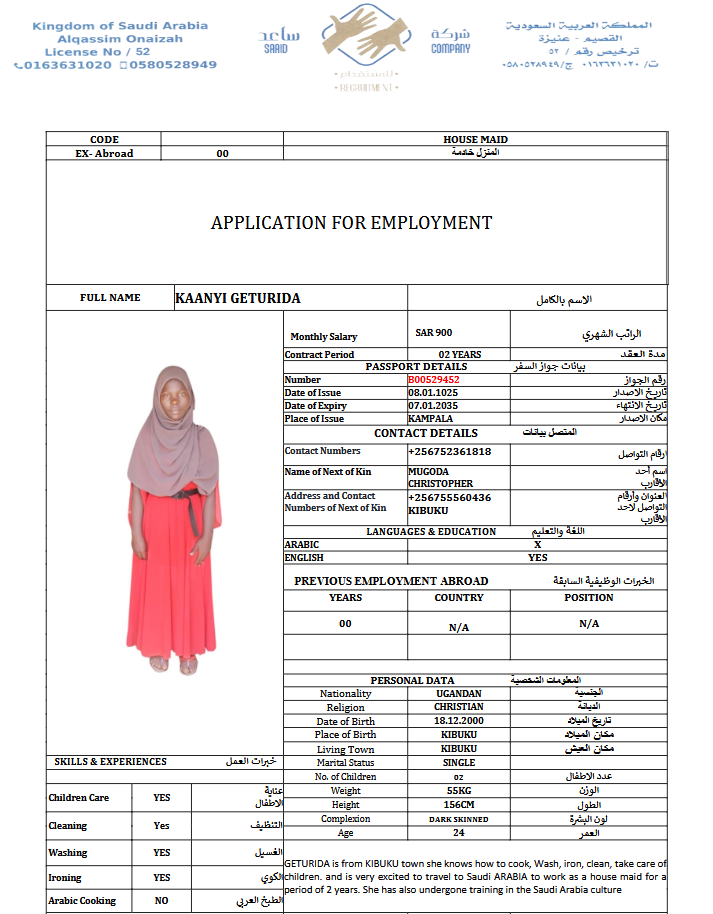 Kingdom of Saudi Arabia
Alqassim Onaizah
License No / 52
0163631020 0580528949
ساعد
SAAID
شركة
COMPANY
للاستقدام
RECRUITMENT
المملكة العربية السعودية
القصيم - عنيزة
ترخيص رقم / ٥٢
ت/ ٠١٦٣٦٣١٠٢٠ ج/٠٥٨٠٥٢٨٩٤٩
CODE HOUSE MAID
EX- Abroad 00 المنزل خادمة
APPLICATION FOR EMPLOYMENT
FULL NAME KAANYI GETURIDA الاسم بالكامل
Monthly Salary SAR 900 الراتب الشهري
Contract Period 02 YEARS مدة العقد
PASSPORT DETAILS بيانات جواز السفر
Number B00529452 رقم الجواز
Date of Issue 08.01.1025 تاريخ الاصدار
Date of Expiry 07.01.2035 تاريخ الانتهاء
Place of Issue KAMPALA مكان الاصدار
CONTACT DETAILS المتصل بيانات
Contact Numbers +256752361818 ارقام التواصل
Name of Next of Kin MUGODA CHRISTOPHER اسم أحد الأقارب
Address and Contact Numbers of Next of Kin +256755560436 KIBUKU العنوان وأرقام التواصل لاحد الأقارب
LANGUAGES & EDUCATION اللغة والتعليم
ARABIC X
ENGLISH YES
PREVIOUS EMPLOYMENT ABROAD الخبرات الوظيفية السابقة
YEARS COUNTRY POSITION
00 N/A N/A
PERSONAL DATA المعلومات الشخصية
Nationality UGANDAN الجنسية
Religion CHRISTIAN الديانة
Date of Birth 18.12.2000 تاريخ الميلاد
Place of Birth KIBUKU مكان الميلاد
Living Town KIBUKU مكان العيش
Marital Status SINGLE
No. of Children oz عدد الاطفال
Weight 55KG الوزن
Height 156CM الطول
Complexion DARK SKINNED لون البشرة
Age 24 العمر
SKILLS & EXPERIENCES خبرات العمل
Children Care YES عناية الاطفال
Cleaning Yes التنظيف
Washing YES الغسيل
Ironing YES الكوي
Arabic Cooking NO الطبخ العربي
GETURIDA is from KIBUKU town she knows how to cook, Wash, iron, clean, take care of
children. and is very excited to travel to Saudi ARABIA to work as a house maid for a
period of 2 years. She has also undergone training in the Saudi Arabia culture